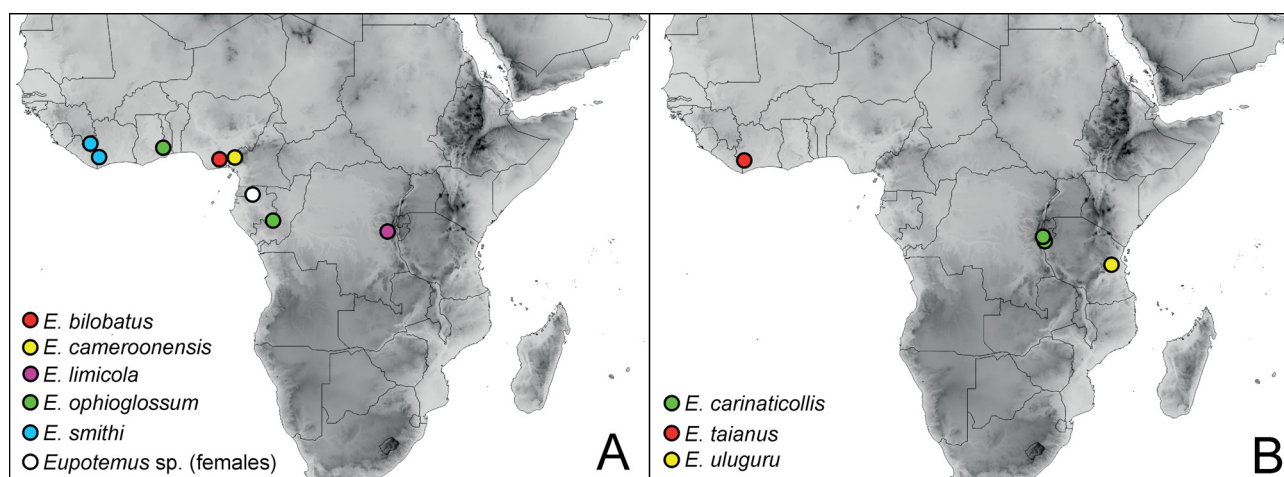 E. bilobatus
E. cameroonensis
E. limicola
E. ophioglossum
E. smithi
Eupotemus sp. (females)
A
E. carinaticollis
E. taianus
E. uluguru
B